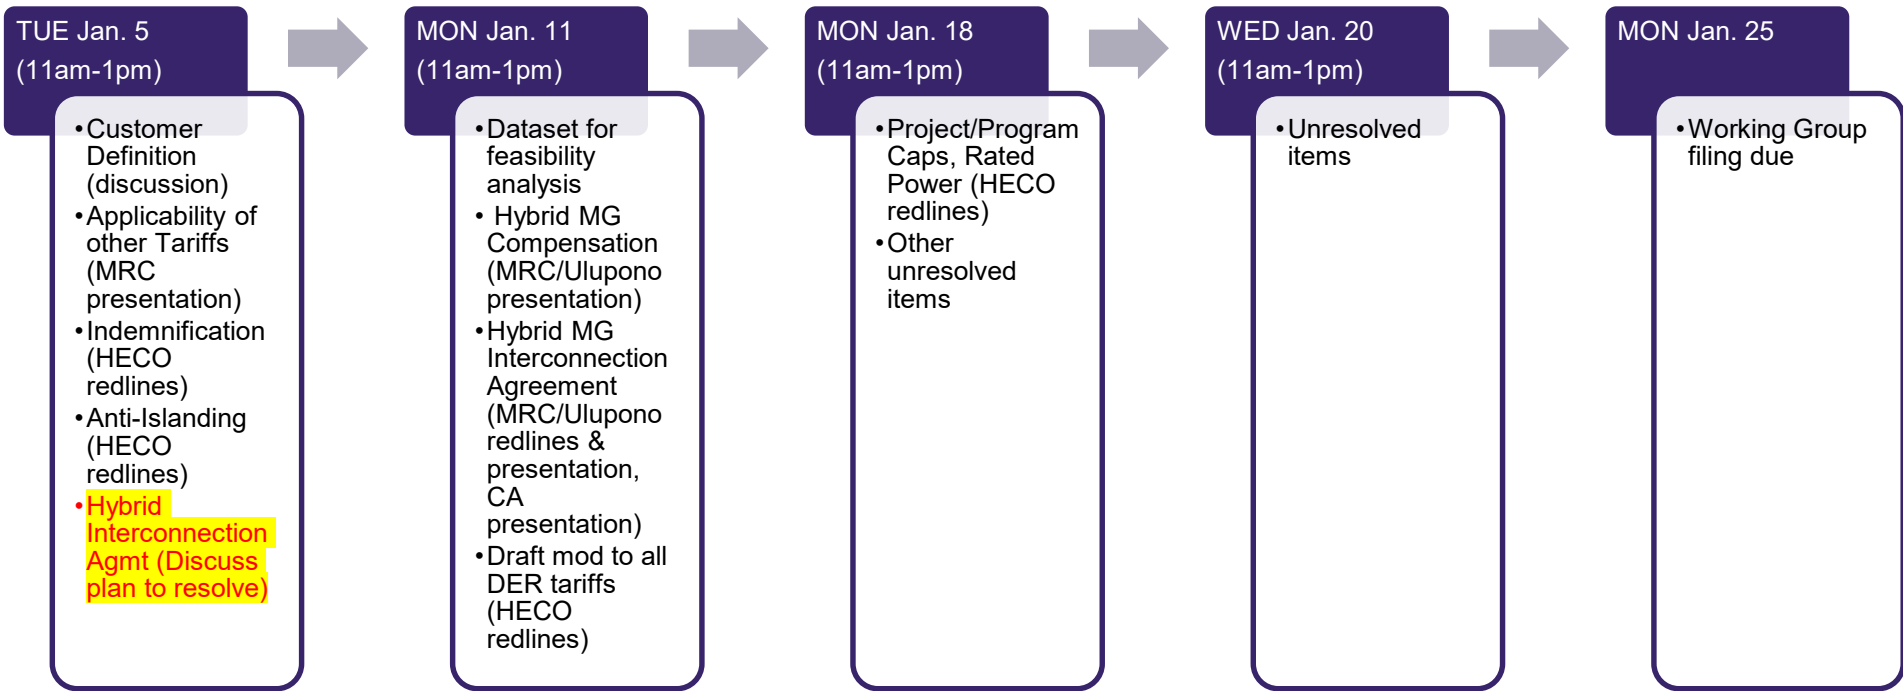 TUE Jan. 5
(11am-1pm)
•Customer
Definition
(discussion)
•Applicability of
other Tariffs
(MRC
presentation)
•Indemnification
(HECO
redlines)
•Anti-Islanding
(HECO
redlines)
•Hybrid
Interconnection
Agmt (Discuss
plan to resolve)
MON Jan. 11
(11am-1pm)
•Dataset for
feasibility
analysis
• Hybrid MG
Compensation
(MRC/Ulupono
presentation)
•Hybrid MG
Interconnection
Agreement
(MRC/Ulupono
redlines &
presentation,
CA
presentation)
•Draft mod to all
DER tariffs
(HECO
redlines)
MON Jan. 18
(11am-1pm)
•Project/Program
Caps, Rated
Power (HECO
redlines)
•Other
unresolved
items
WED Jan. 20
(11am-1pm)
•Unresolved
items
MON Jan. 25
•Working Group
filing due